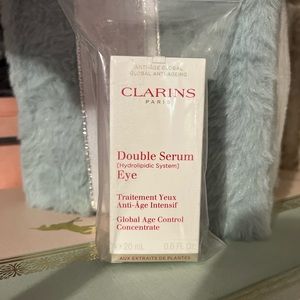 ANTI-ÂGE GLOBAL
GLOBAL ANTI-AGEING
CLARINS
PARIS
Double Serum
[Hydrolipidic System]
Eye
Traitement Yeux
Anti-Âge Intensif
Global Age Control
Concentrate
20 mL 0.6 Fl. Oz.
AUX EXTRAITS DE PLANTES